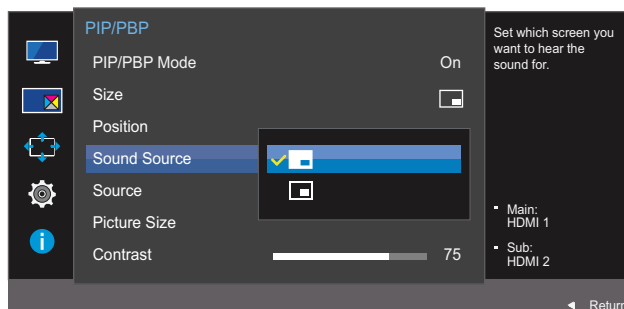 PIP/PBP
PIP/PBP Mode On
Size
Position
Sound Source
Source
Picture Size
Contrast 75
Set which screen you
want to hear the
sound for.
Main:
HDMI 1
Sub:
HDMI 2
Return